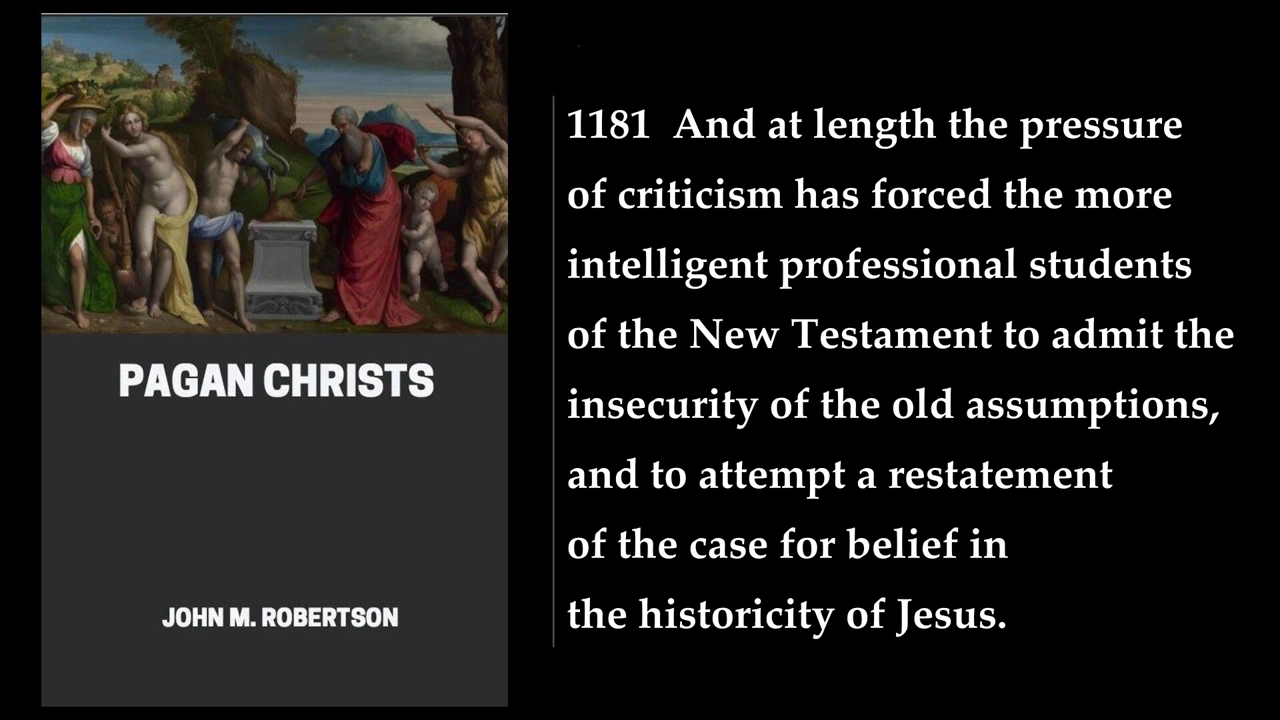 PAGAN CHRISTS
JOHN M. ROBERTSON
1181 And at length the pressure
of criticism has forced the more
intelligent professional students
of the New Testament to admit the
insecurity of the old assumptions,
and to attempt a restatement
of the case for belief in
the historicity of Jesus.